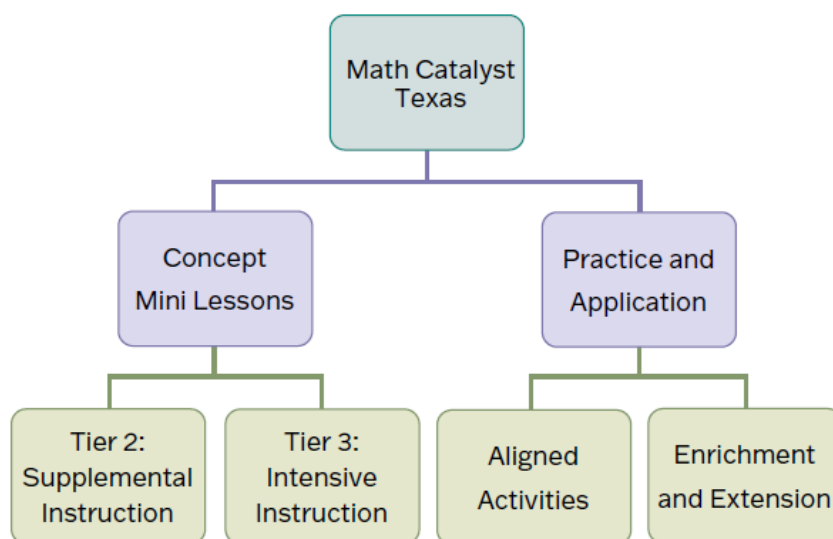 Math Catalyst
Texas
Concept
Mini Lessons
Practice and
Application
Tier 2:
Supplemental
Instruction
Tier 3:
Intensive
Instruction
Aligned
Activities
Enrichment
and Extension